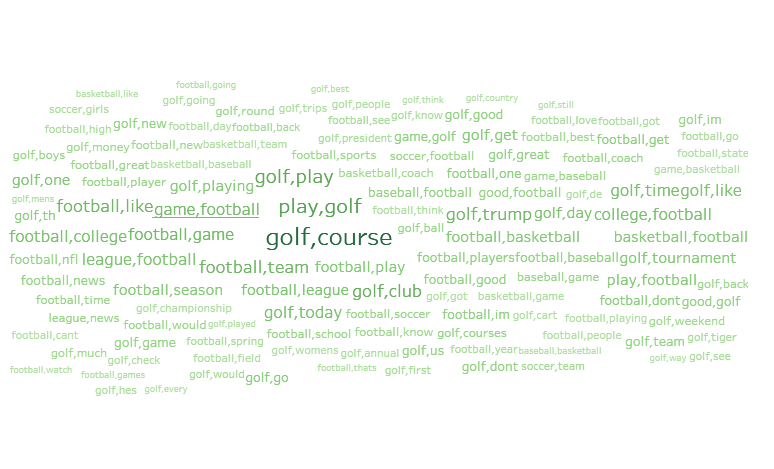 football,going
basketball,like golf,best
golf,going golf,think golf,country
soccer,girls golf,round golf,trips golf,people golf,still
golf,new football,see golf,know golf,good football,love football,got golf,im
football,high football,day football,back
golf,president game,golf golf,get football,best football,get football,go
golf,money football,new basketball,team
golf,boys football,sports soccer,football golf,great football,coach football,state
football,great basketball,baseball game,basketball
golf,one football,player golf,playing golf,play basketball,coach football,one game,baseball
baseball,football good,football golf,de golf,time golf,like
golf,mens football,like game,football play,golf football,think golf,trump golf,day college,football
golf,th
football,college football,game golf,course golf,ball football,basketball basketball,football
football,nfl league,football football,team football,play football,players football,baseball golf,tournament
football,news football,good baseball,game play,football golf,back
football,season football,league golf,club golf,got basketball,game
football,time golf,championship football,dont good,golf
league,news golf,today football,soccer football,im golf,cart football,playing golf,weekend
football,would golf,played
football,cant football,school football,know golf,courses football,people golf,tiger
golf,game football,spring golf,team
golf,much golf,check football,field golf,womens golf,annual golf,us football,year baseball,basketball golf,way golf,see
football,watch football,games golf,would golf,go football,thats golf,first golf,dont soccer,team
golf,hes golf,every